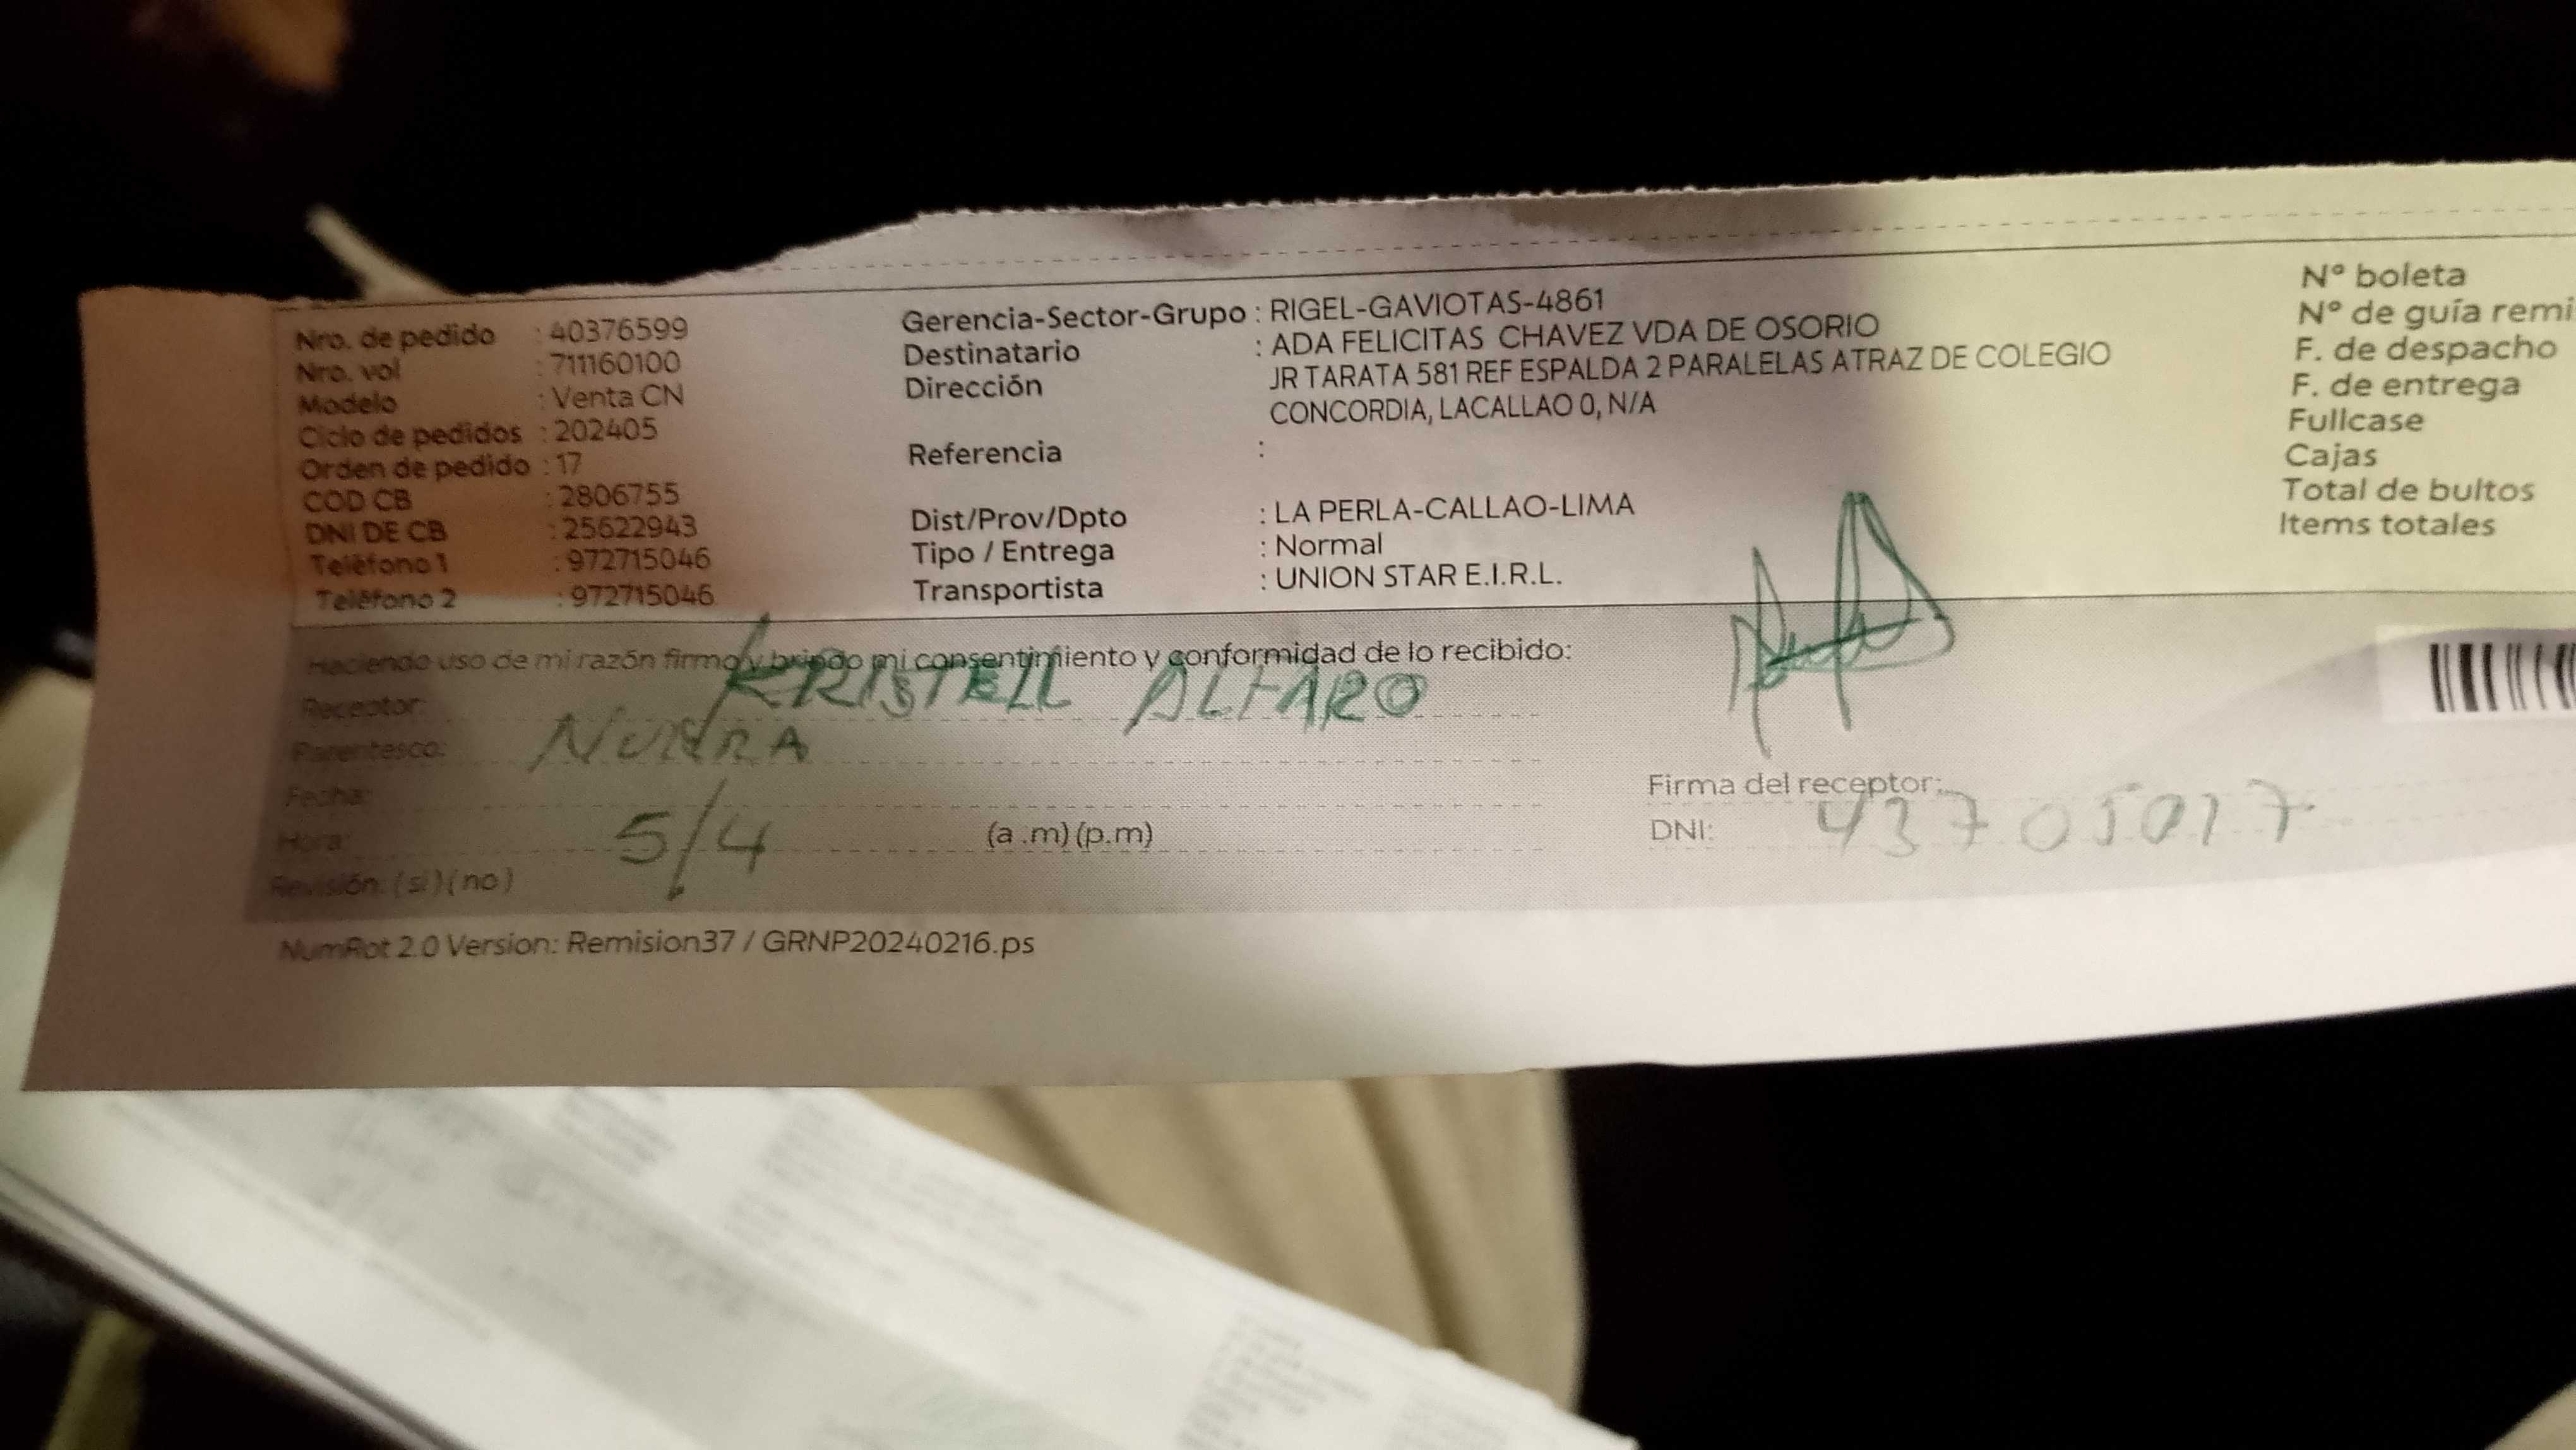 Nro. de pedido : 40376599
Nro. vol : 711160100
Modelo : Venta CN
Ciclo de pedidos : 202405
Orden de pedido : 17
COD CB : 2806755
DNI DE CB : 25622943
Teléfono 1 : 972715046
Teléfono 2 : 972715046
Gerencia-Sector-Grupo : RIGEL-GAVIOTAS-4861
Destinatario : ADA FELICITAS CHAVEZ VDA DE OSORIO
Dirección JR TARATA 581 REF ESPALDA 2 PARALELAS ATRAZ DE COLEGIO
CONCORDIA, LACALLAO 0, N/A
Referencia :
Dist/Prov/Dpto : LA PERLA-CALLAO-LIMA
Tipo / Entrega : Normal
Transportista : UNION STAR E.I.R.L.
N° boleta
N° de guía remi
F. de despacho
F. de entrega
Fullcase
Cajas
Total de bultos
Items totales
Haciendo uso de mi razón firmo y brindo mi consentimiento y conformidad de lo recibido:
Receptor: KRISTELL ALFARO
Parentesco: NUERA
Fecha:
Hora: 5/4 (a .m) (p.m)
Revisión: (si) (no)
Firma del receptor:
DNI: 43705017
NumRot 2.0 Version: Remision37 / GRNP20240216.ps